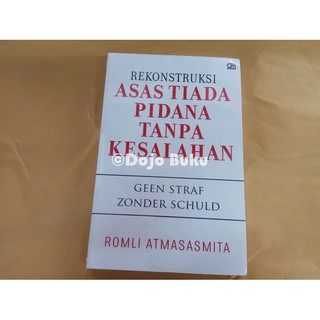 REKONSTRUKSI
ASAS TIADA
PIDANA
TANPA
KESALAHAN
© Dojo Buku
GEEN STRAF
ZONDER SCHULD
ROMLI ATMASASMITA